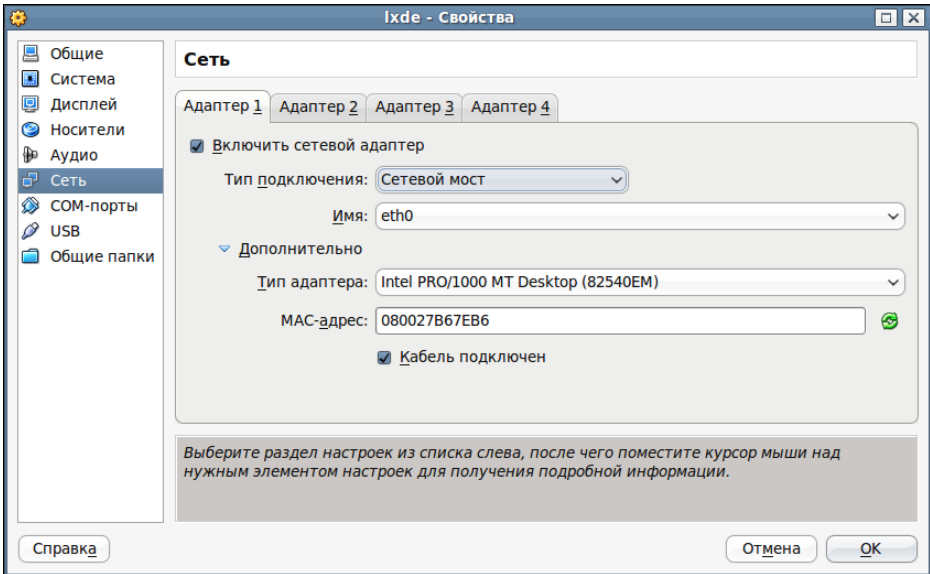 lxde - Свойства
Общие
Система
Дисплей
Носители
Аудио
Сеть
COM-порты
USB
Общие папки
Сеть
Адаптер 1 Адаптер 2 Адаптер 3 Адаптер 4
Включить сетевой адаптер
Тип подключения: Сетевой мост
Имя: eth0
Дополнительно
Тип адаптера: Intel PRO/1000 MT Desktop (82540EM)
MAC-адрес: 080027B67EB6
Кабель подключен
Выберите раздел настроек из списка слева, после чего поместите курсор мыши над
нужным элементом настроек для получения подробной информации.
Справка Отмена OK